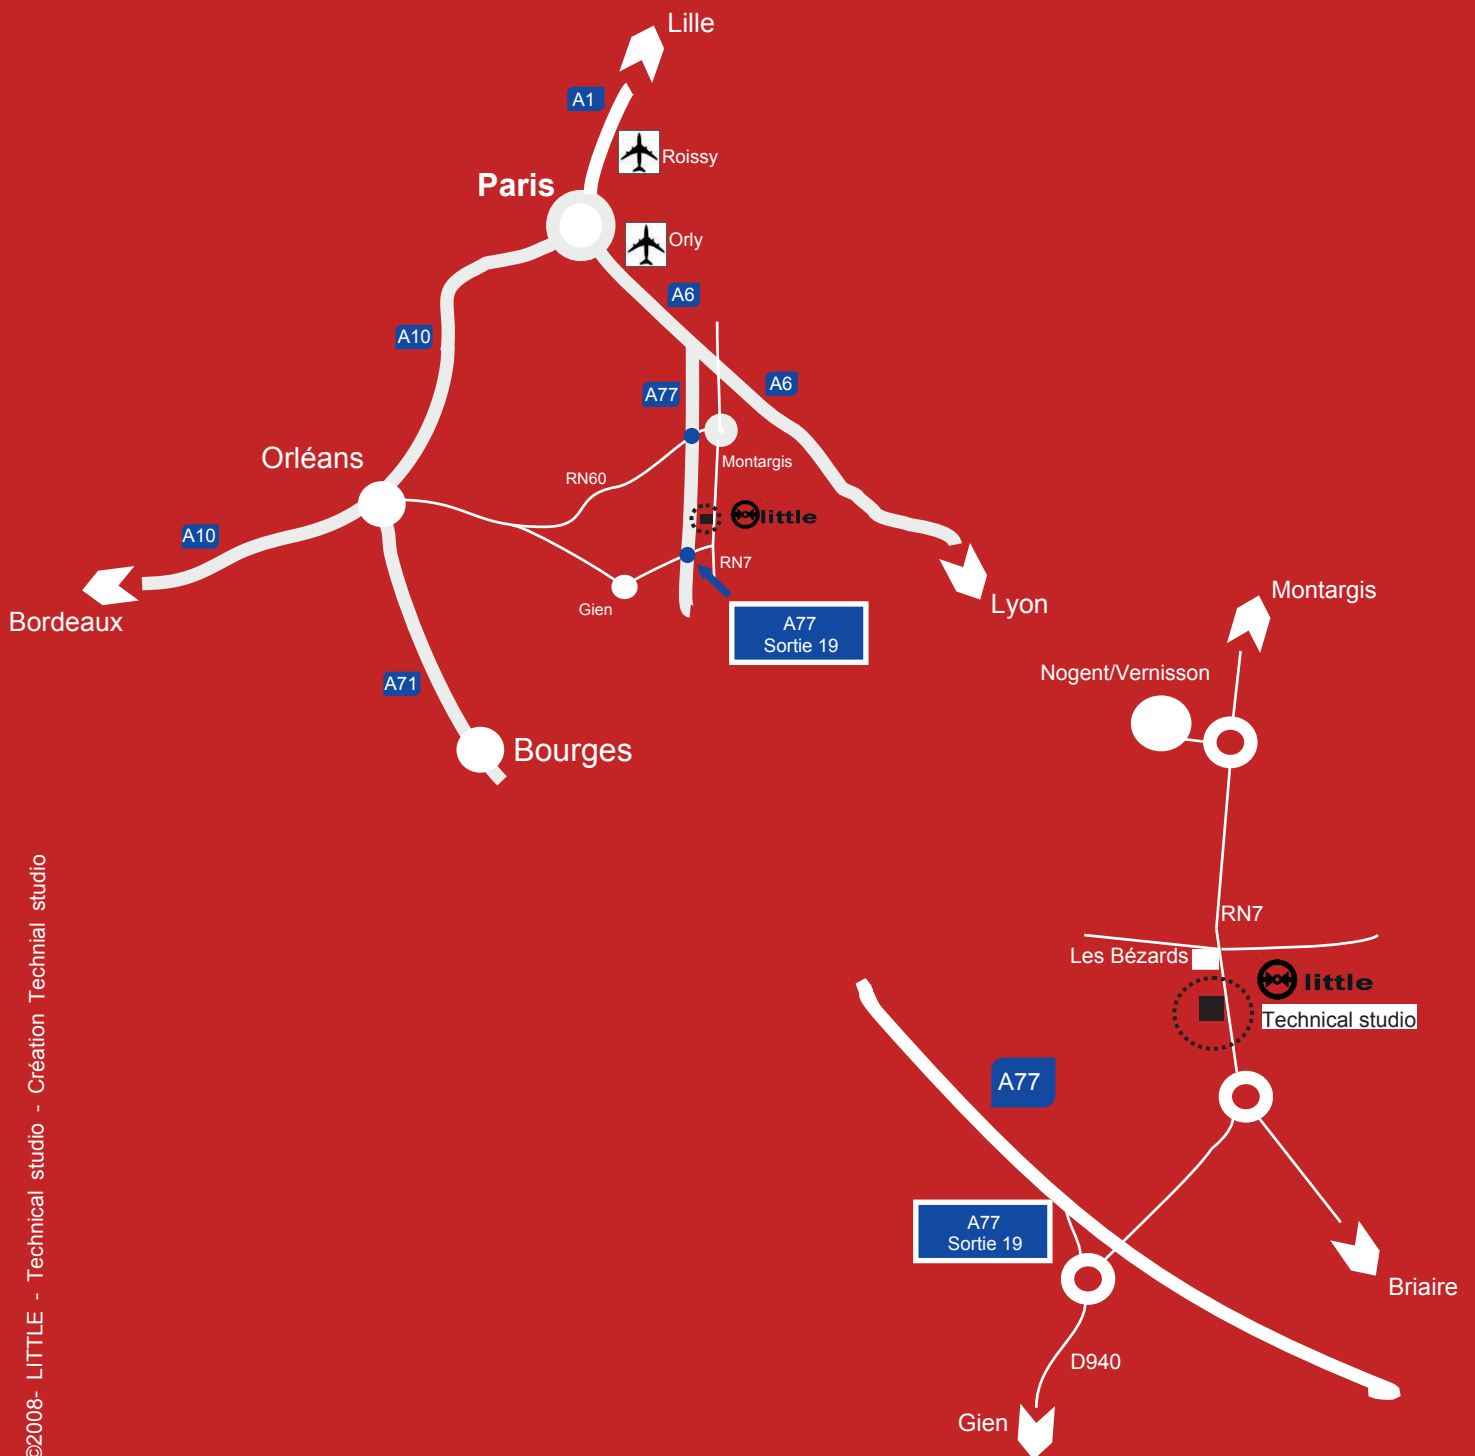 Lille
A1
Roissy
Paris
Orly
A6
A10
A77
A6
Orléans
Montargis
RN60
little
A10
RN7
Gien
Bordeaux
Lyon
A77
Sortie 19
A71
Bourges
Montargis
Nogent/Vernisson
RN7
Les Bézards
little
Technical studio
A77
A77
Sortie 19
Briaire
D940
Gien
©2008- LITTLE - Technical studio - Création Technial studio